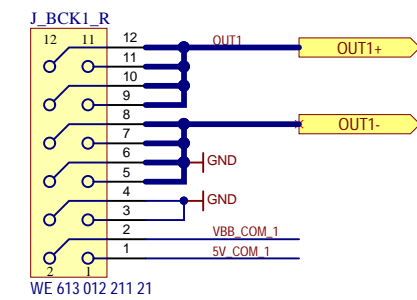 J_BCK1_R
12 11 12 OUT1 OUT1+
11
10
9
8 OUT1-
7
6 GND
5
4 GND
3
2 VBB_COM_1
2 1 1 5V_COM_1
WE 613 012 211 21